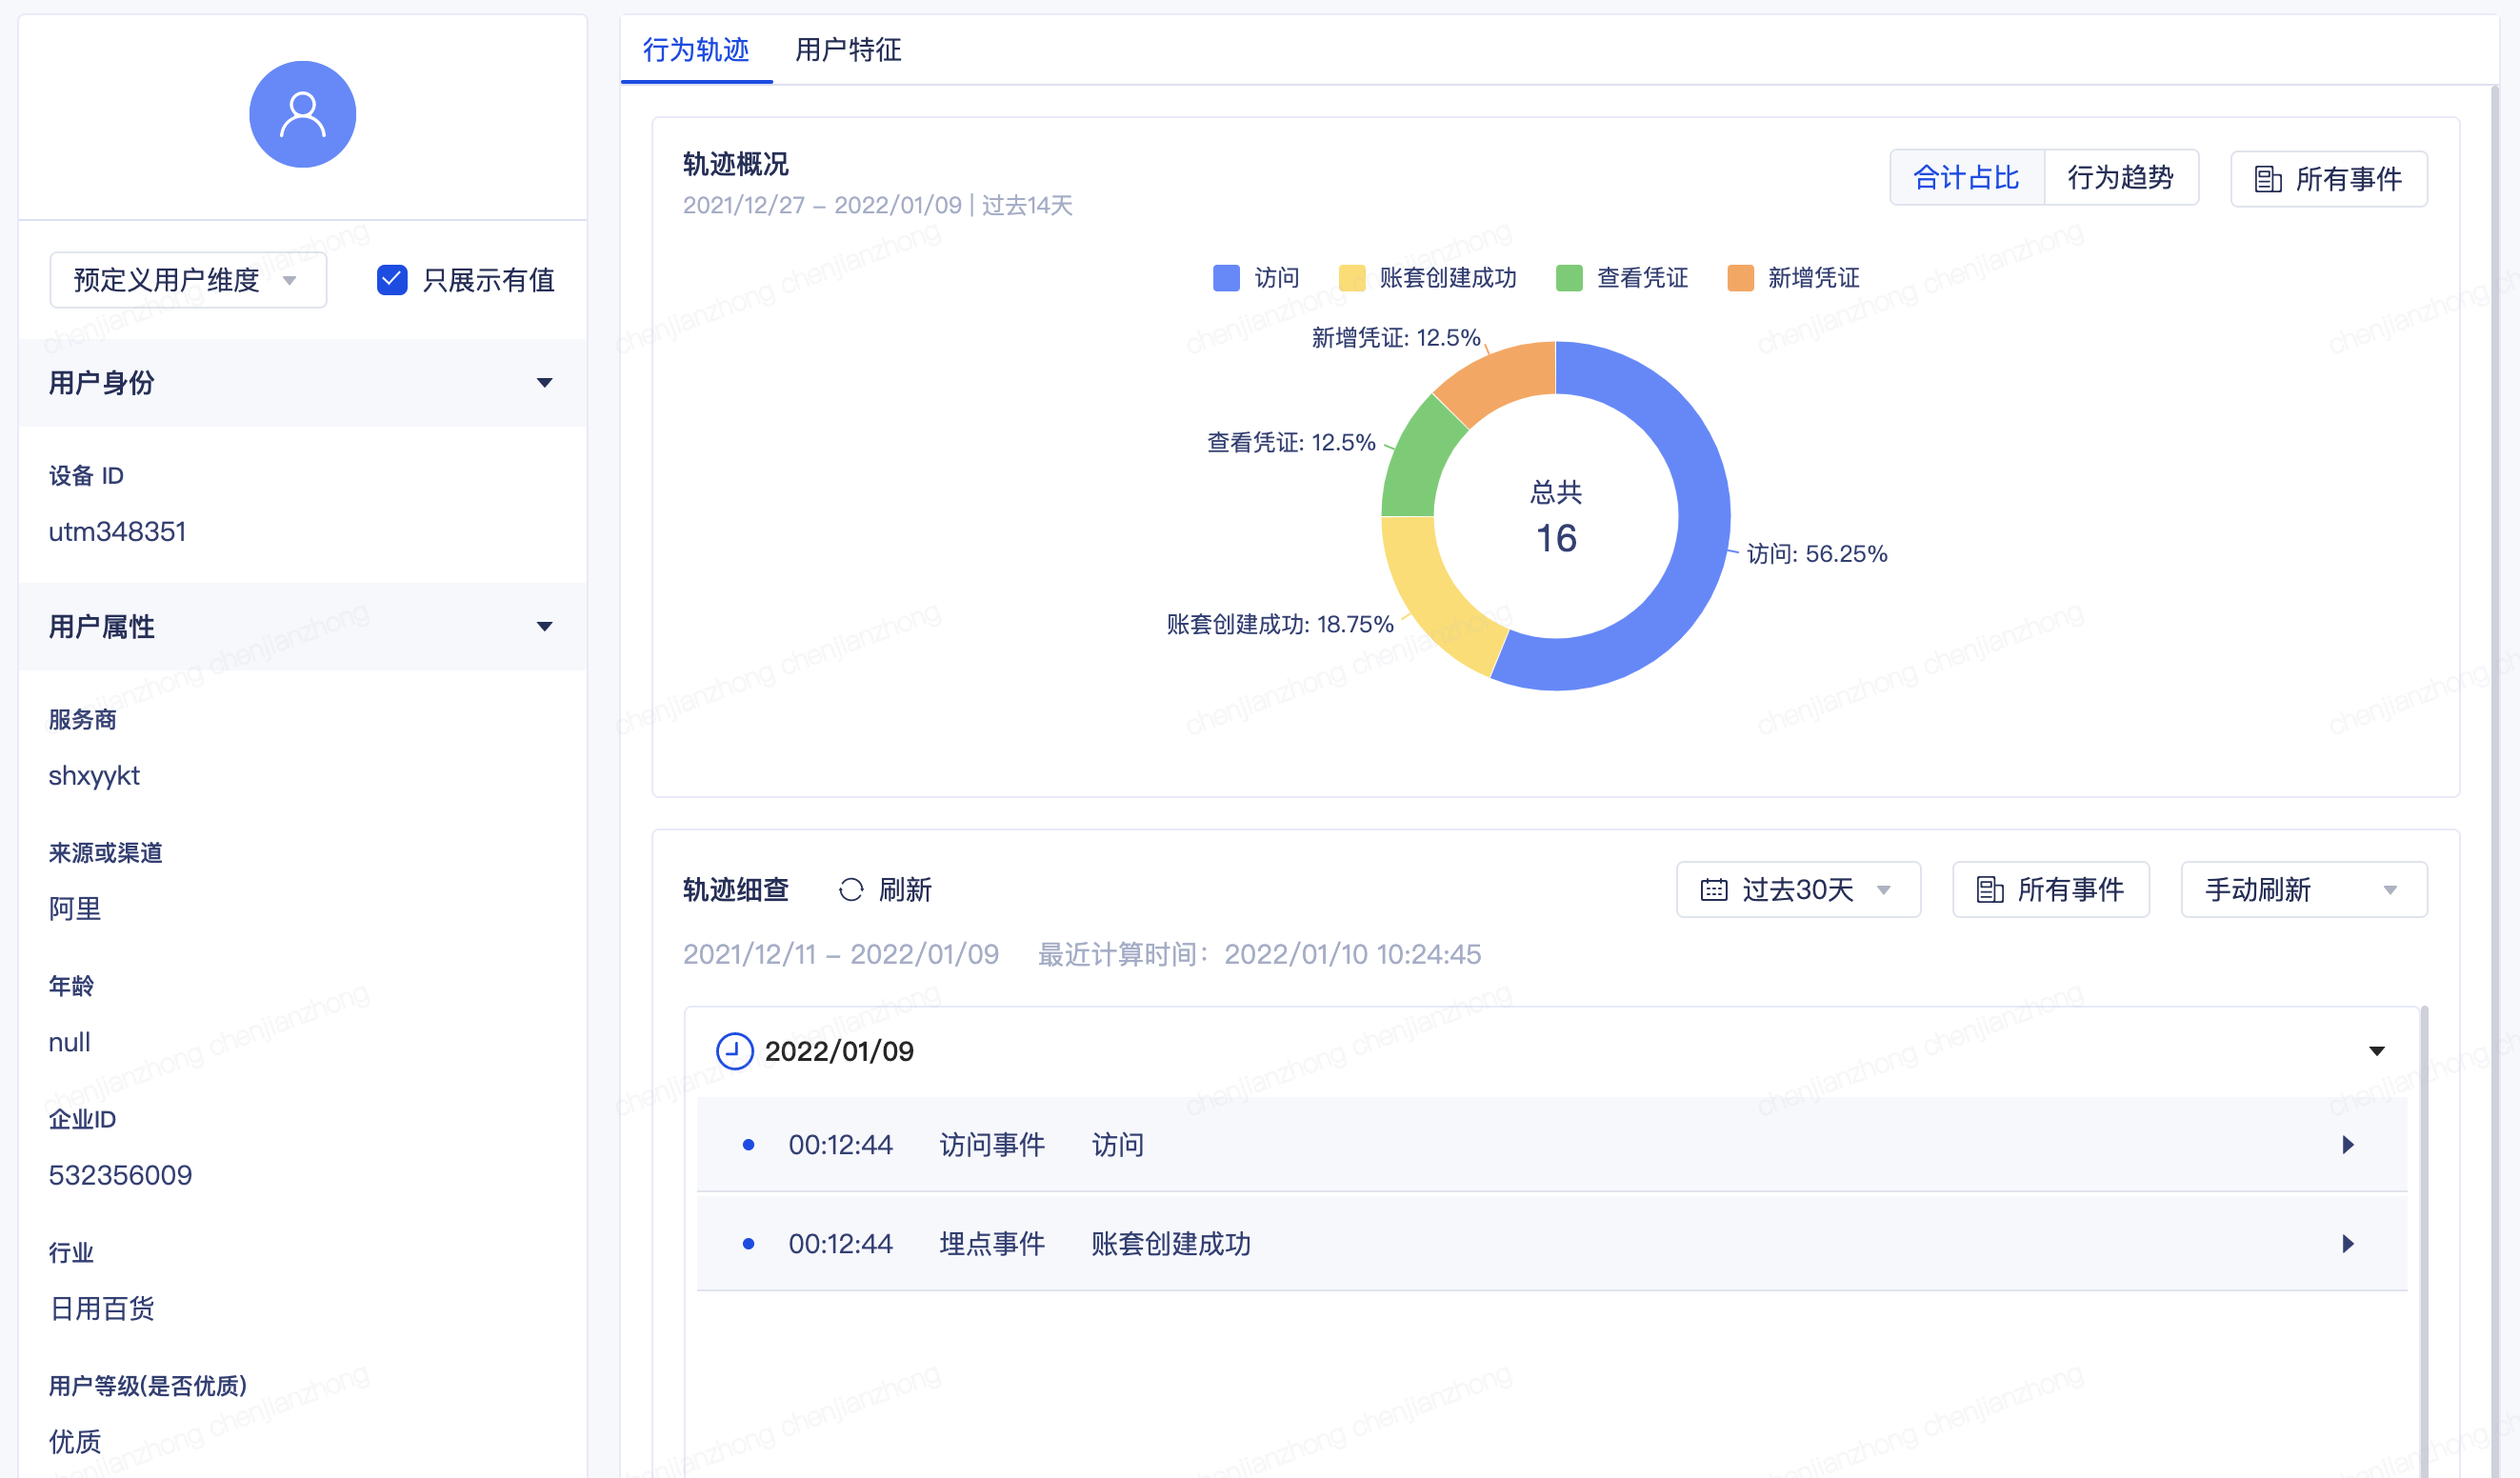 预定义用户维度
只展示有值
用户身份
设备 ID
utm348351
用户属性
服务商
shxyykt
来源或渠道
阿里
年龄
null
企业ID
532356009
行业
日用百货
用户等级(是否优质)
优质
行为轨迹 用户特征
轨迹概况
2021/12/27 – 2022/01/09 | 过去14天
合计占比 行为趋势 所有事件
访问 账套创建成功 查看凭证 新增凭证
新增凭证: 12.5%
查看凭证: 12.5%
总共
16
访问: 56.25%
账套创建成功: 18.75%
轨迹细查 刷新 过去30天 所有事件 手动刷新
2021/12/11 – 2022/01/09 最近计算时间：2022/01/10 10:24:45
2022/01/09
00:12:44 访问事件 访问
00:12:44 埋点事件 账套创建成功
chenjianzhong chenjianzhong